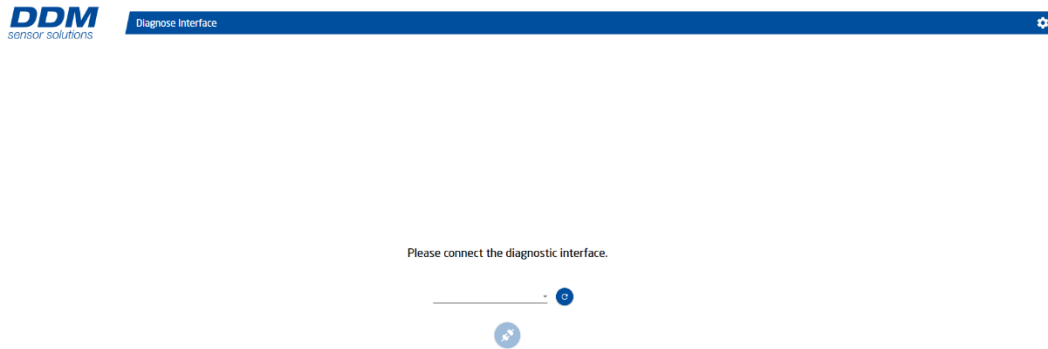 DDM
sensor solutions
Diagnose Interface
Please connect the diagnostic interface.